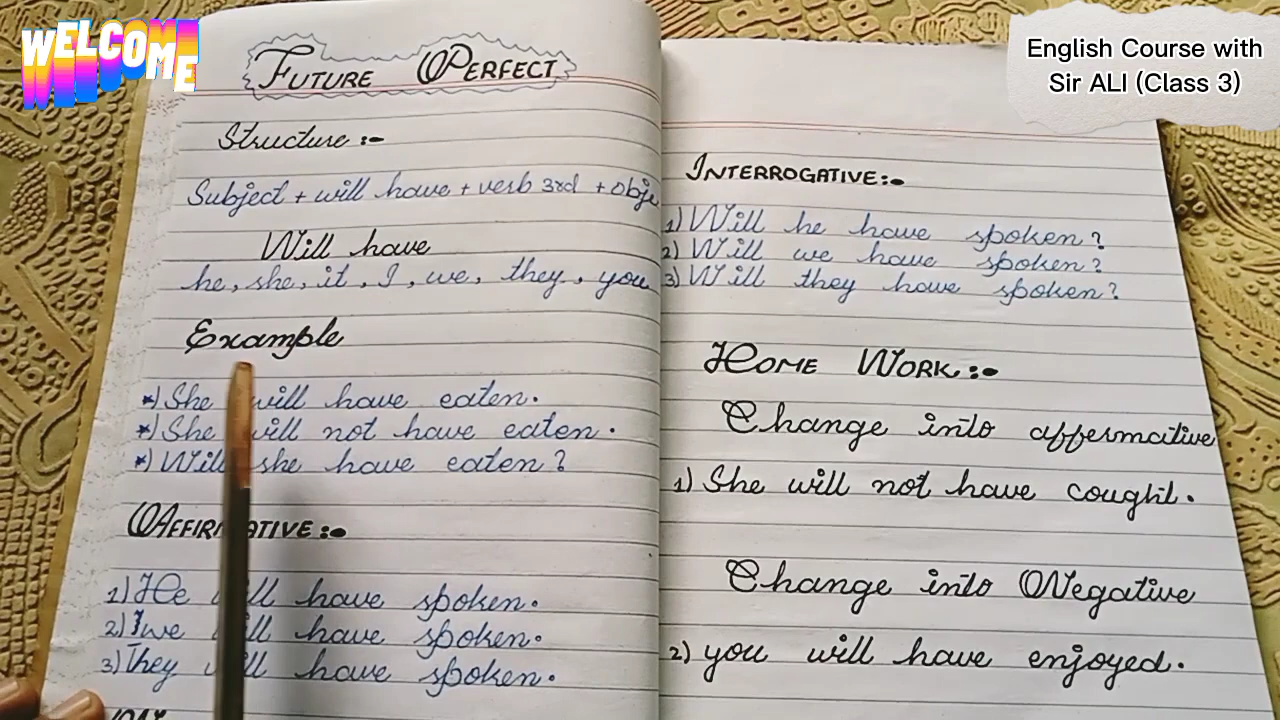 WELCOME
English Course with
Sir ALI (Class 3)
FUTURE PERFECT
Structure :-
Subject + will have + verb 3rd + obje
Will have
he, she, it, I, we, they, you
Example
*) She will have eaten.
*) She will not have eaten.
*) Will she have eaten?
AFFIRMATIVE :-
1) He will have spoken.
2) I we will have spoken.
3) They will have spoken.
INTERROGATIVE :-
1) Will he have spoken?
2) Will we have spoken?
3) Will they have spoken?
HOME WORK :-
Change into affermative
1) She will not have cought.
Change into Negative
2) you will have enjoyed.